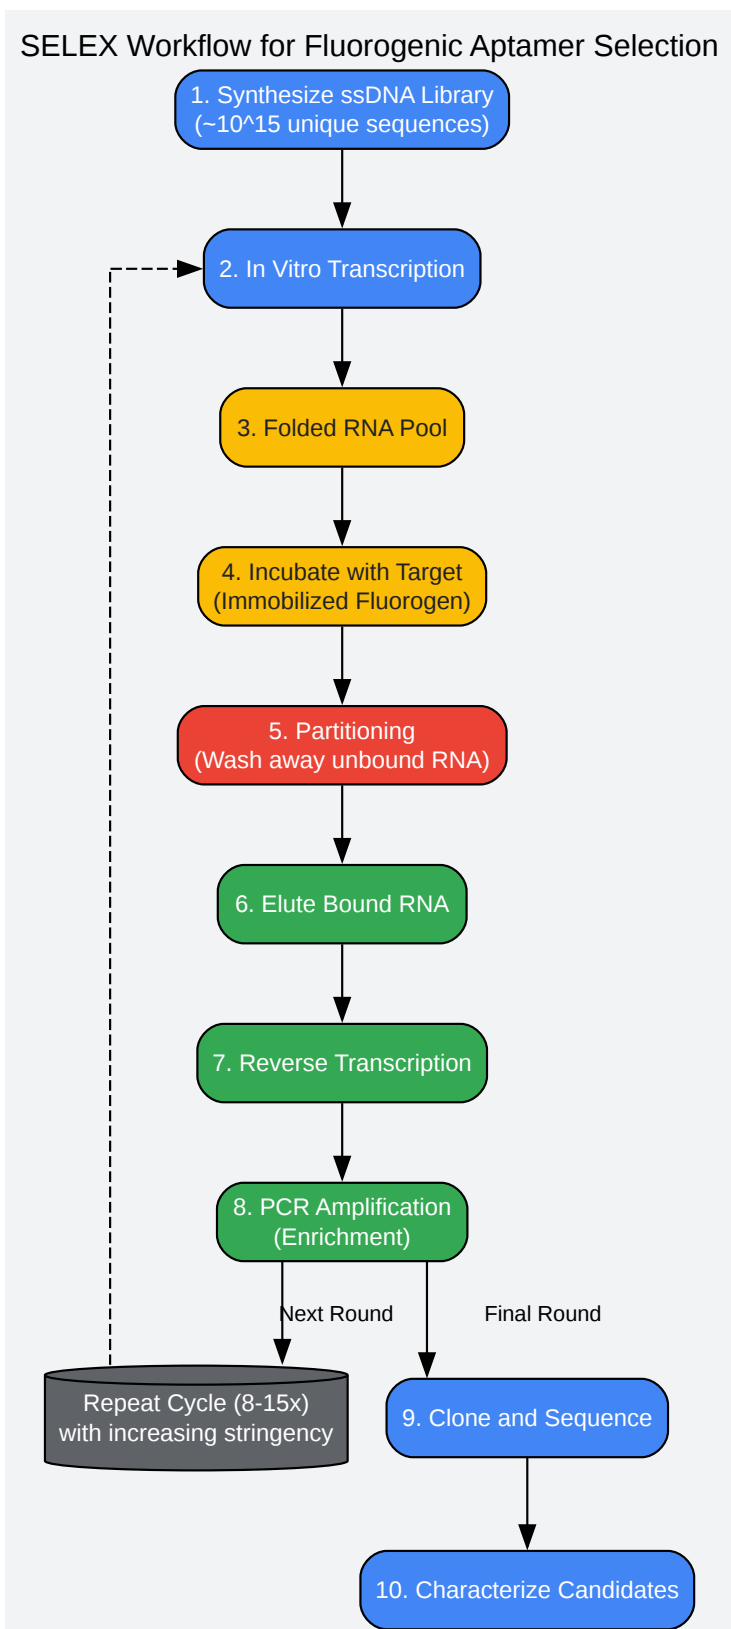 SELEX Workflow for Fluorogenic Aptamer Selection
1. Synthesize ssDNA Library
(~10^15 unique sequences)
2. In Vitro Transcription
3. Folded RNA Pool
4. Incubate with Target
(Immobilized Fluorogen)
5. Partitioning
(Wash away unbound RNA)
6. Elute Bound RNA
7. Reverse Transcription
8. PCR Amplification
(Enrichment)
Next Round
Final Round
Repeat Cycle (8-15x)
with increasing stringency
9. Clone and Sequence
10. Characterize Candidates